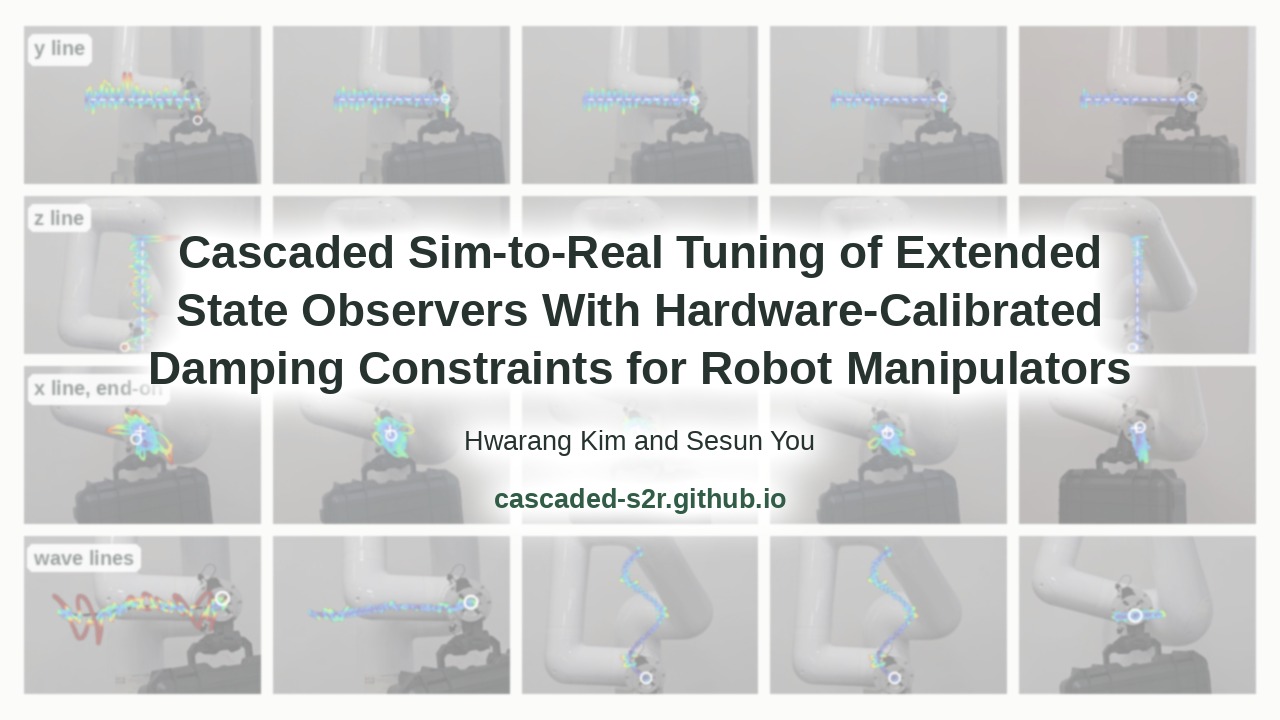 y line
z line
Cascaded Sim-to-Real Tuning of Extended
State Observers With Hardware-Calibrated
Damping Constraints for Robot Manipulators
x line, end-on
Hwarang Kim and Sesun You
cascaded-s2r.github.io
wave lines